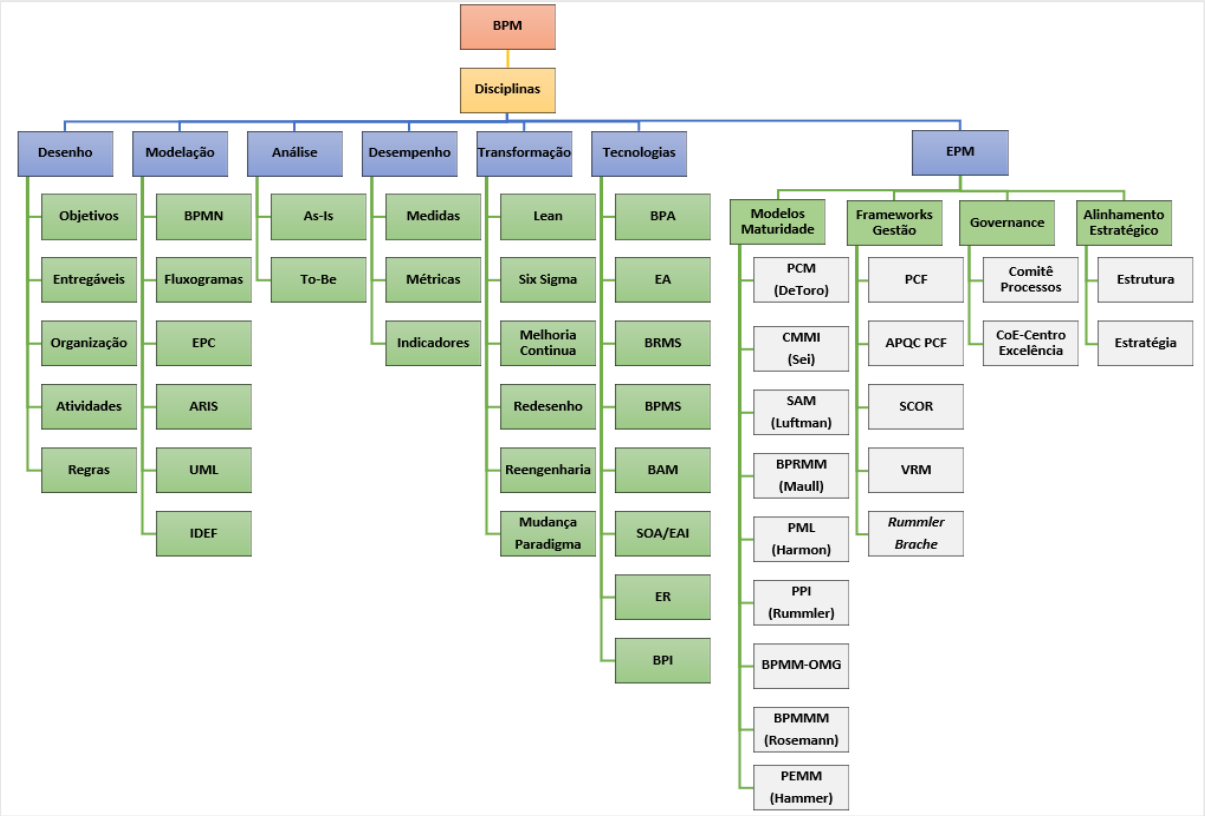 BPM
Disciplinas
Desenho
Modelação
Análise
Desempenho
Transformação
Tecnologias
EPM
Objetivos
Entregáveis
Organização
Atividades
Regras
BPMN
Fluxogramas
EPC
ARIS
UML
IDEF
As-Is
To-Be
Medidas
Métricas
Indicadores
Lean
Six Sigma
Melhoria
Continua
Redesenho
Reengenharia
Mudança
Paradigma
BPA
EA
BRMS
BPMS
BAM
SOA/EAI
ER
BPI
Modelos
Maturidade
PCM
(DeToro)
CMMI
(Sei)
SAM
(Luftman)
BPRMM
(Maull)
PML
(Harmon)
PPI
(Rummler)
BPMM-OMG
BPMMM
(Rosemann)
PEMM
(Hammer)
Frameworks
Gestão
PCF
APQC PCF
SCOR
VRM
Rummler
Brache
Governance
Comitê
Processos
CoE-Centro
Excelência
Alinhamento
Estratégico
Estrutura
Estratégia